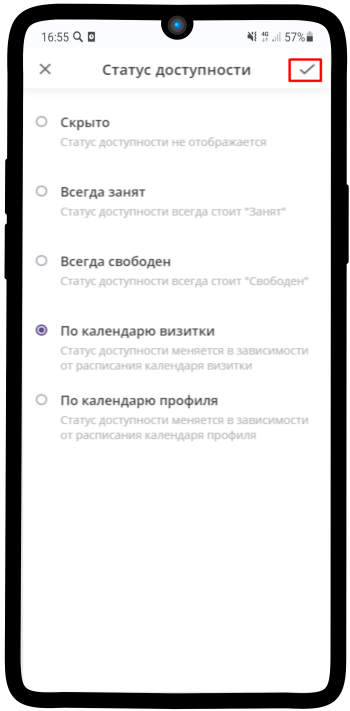 16:55 57%
Статус доступности
Скрыто
Статус доступности не отображается
Всегда занят
Статус доступности всегда стоит "Занят"
Всегда свободен
Статус доступности всегда стоит "Свободен"
По календарю визитки
Статус доступности меняется в зависимости
от расписания календаря визитки
По календарю профиля
Статус доступности меняется в зависимости
от расписания календаря профиля